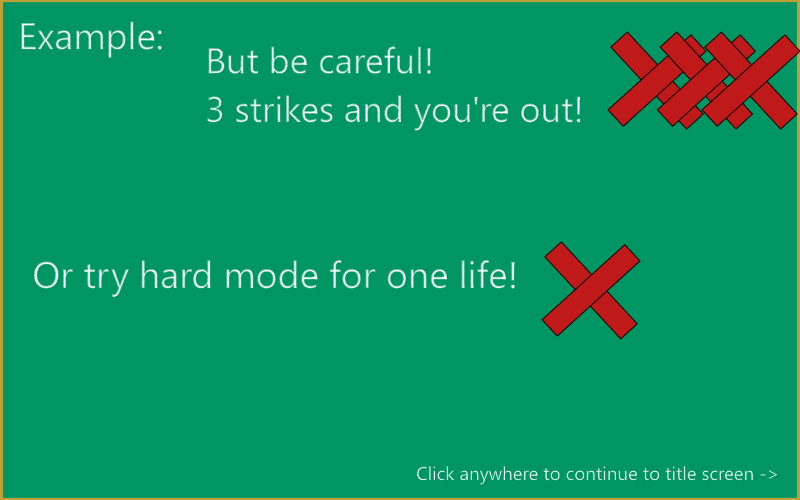 Example:
But be careful!
3 strikes and you're out!
Or try hard mode for one life!
Click anywhere to continue to title screen ->